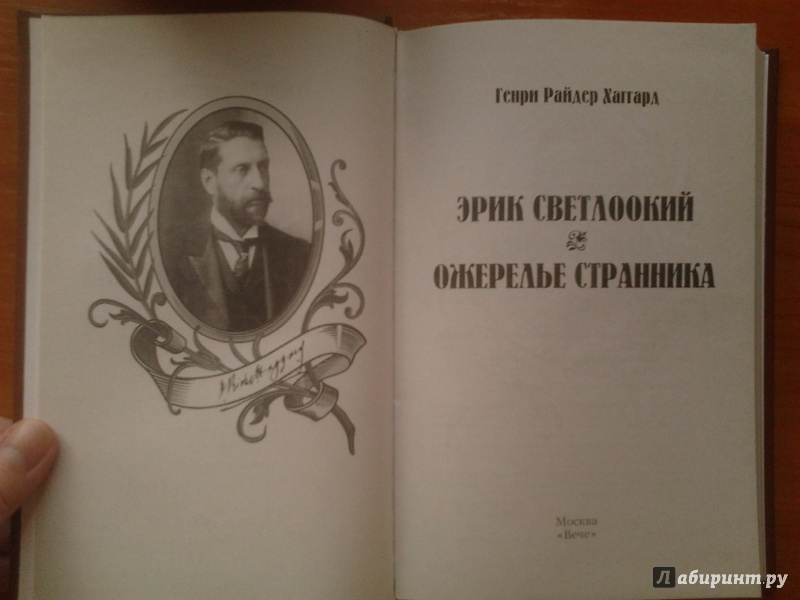 Генри Райдер Хаггард
ЭРИК СВЕТЛООКИЙ
ОЖЕРЕЛЬЕ СТРАННИКА
Москва
«Вече»
Лабиринт.ру